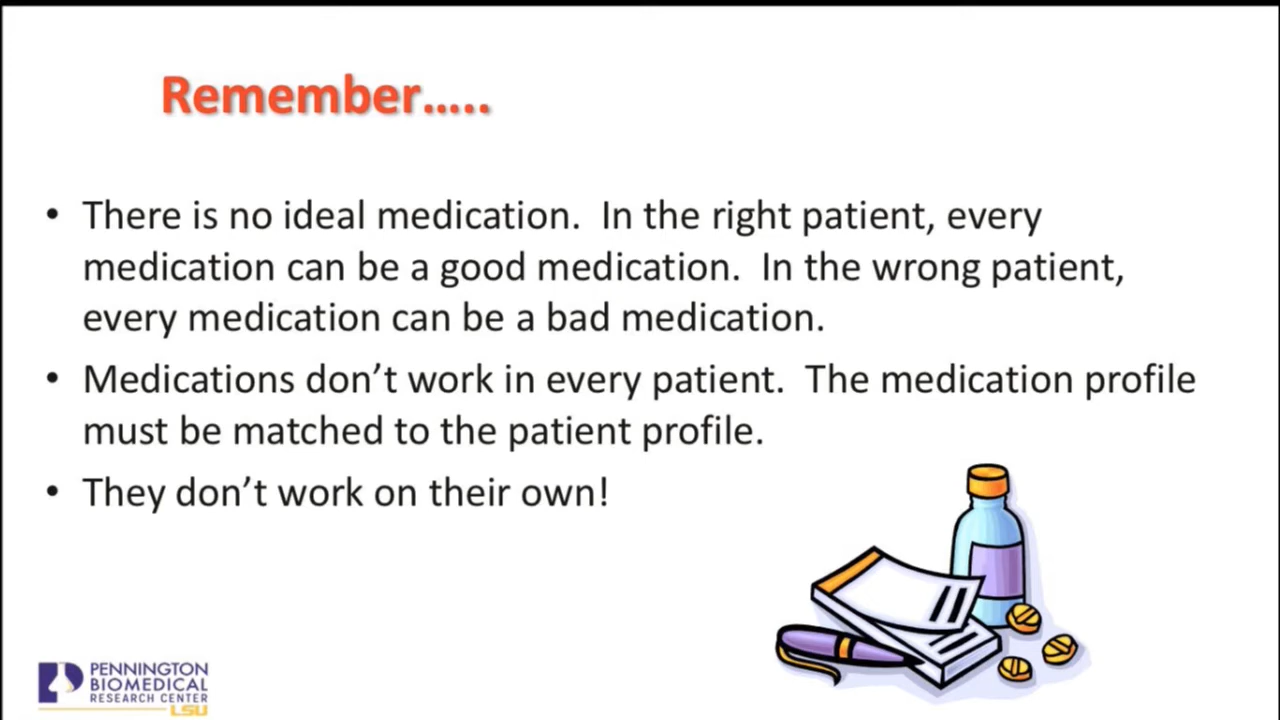 Remember.....
• There is no ideal medication.  In the right patient, every
medication can be a good medication.  In the wrong patient,
every medication can be a bad medication.
• Medications don’t work in every patient.  The medication profile
must be matched to the patient profile.
• They don’t work on their own!
PENNINGTON
BIOMEDICAL
RESEARCH CENTER
LSU